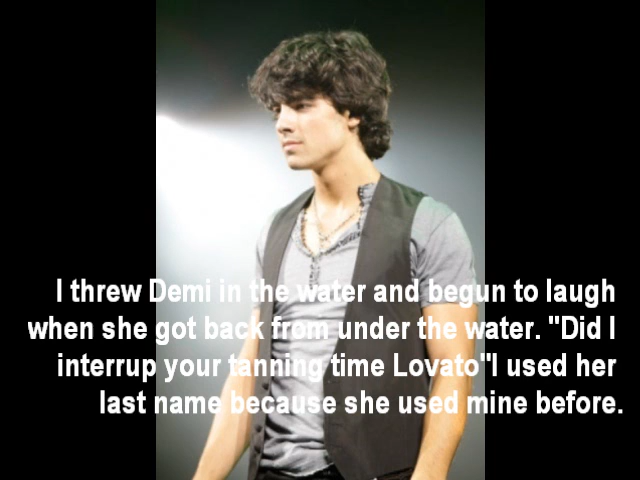 I threw Demi in the water and begun to laugh
when she got back from under the water. "Did I
interrup your tanning time Lovato"I used her
last name because she used mine before.